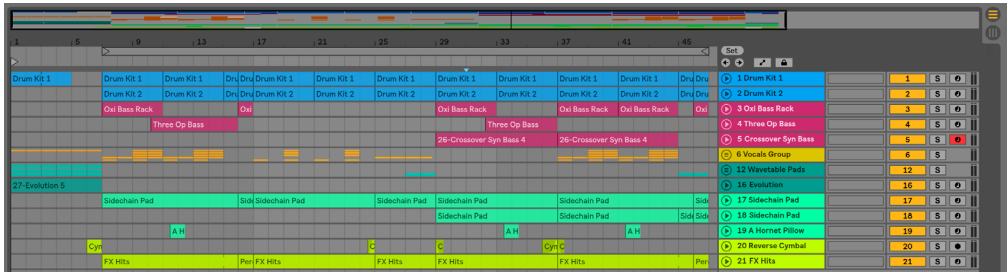 1 5 9 13 17 21 25 29 33 37 41 45
Set
Drum Kit 1 Drum Kit 1 Drum Kit 1 Dru Dru Drum Kit 1 Drum Kit 1 Drum Kit 1 Drum Kit 1 Drum Kit 1 Drum Kit 1 Drum Kit 1 Dru Dru 1 Drum Kit 1 1 S
Drum Kit 2 Drum Kit 2 Dru Dru Drum Kit 2 Drum Kit 2 Drum Kit 2 Drum Kit 2 Drum Kit 2 Drum Kit 2 Drum Kit 2 Dru Dru 2 Drum Kit 2 2 S
Oxi Bass Rack Oxi Oxi Bass Rack Oxi Bass Rack Oxi Bass Rack Oxi 3 Oxi Bass Rack 3 S
Three Op Bass Three Op Bass 4 Three Op Bass 4 S
26-Crossover Syn Bass 4 26-Crossover Syn Bass 4 5 Crossover Syn Bass 5 S
6 Vocals Group 6 S
12 Wavetable Pads 12 S
27-Evolution 5 16 Evolution 16 S
Sidechain Pad Side Sidechain Pad Sidechain Pad Sidechain Pad Sidechain Pad Side 17 Sidechain Pad 17 S
Sidechain Pad Sidechain Pad Side Side 18 Sidechain Pad 18 S
A H A H A H 19 A Hornet Pillow 19 S
Cyn C C Cyn C 20 Reverse Cymbal 20 S
FX Hits Per FX Hits FX Hits FX Hits FX Hits Per 21 FX Hits 21 S